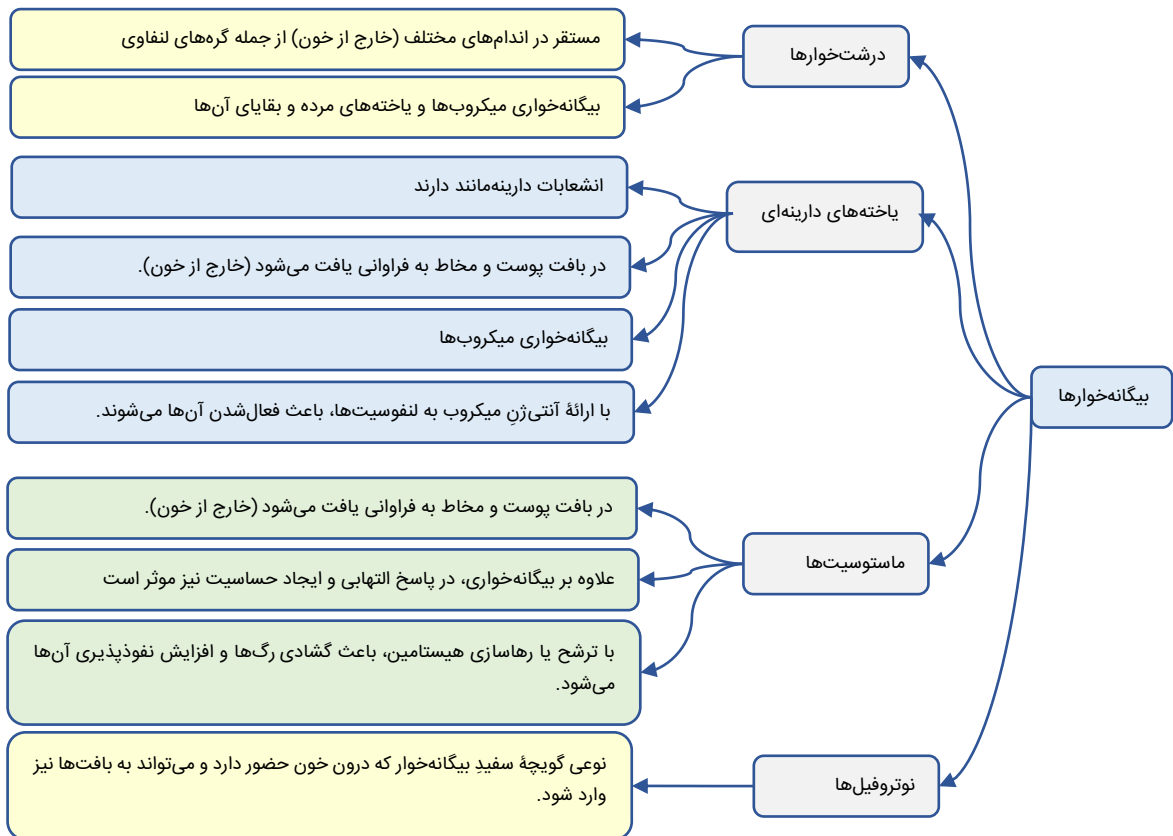 بیگانه‌خوارها
درشت‌خوارها
مستقر در اندام‌های مختلف (خارج از خون) از جمله گره‌های لنفاوی
بیگانه‌خواری میکروب‌ها و یاخته‌های مرده و بقایای آن‌ها
یاخته‌های دارینه‌ای
انشعابات دارینه‌مانند دارند
در بافت پوست و مخاط به فراوانی یافت می‌شود (خارج از خون).
بیگانه‌خواری میکروب‌ها
با ارائهٔ آنتی‌ژنِ میکروب به لنفوسیت‌ها، باعث فعال‌شدن آن‌ها می‌شوند.
ماستوسیت‌ها
در بافت پوست و مخاط به فراوانی یافت می‌شود (خارج از خون).
علاوه بر بیگانه‌خواری، در پاسخ التهابی و ایجاد حساسیت نیز موثر است
با ترشح یا رهاسازی هیستامین، باعث گشادی رگ‌ها و افزایش نفوذپذیری آن‌ها
می‌شود.
نوتروفیل‌ها
نوعی گویچهٔ سفیدِ بیگانه‌خوار که درون خون حضور دارد و می‌تواند به بافت‌ها نیز
وارد شود.